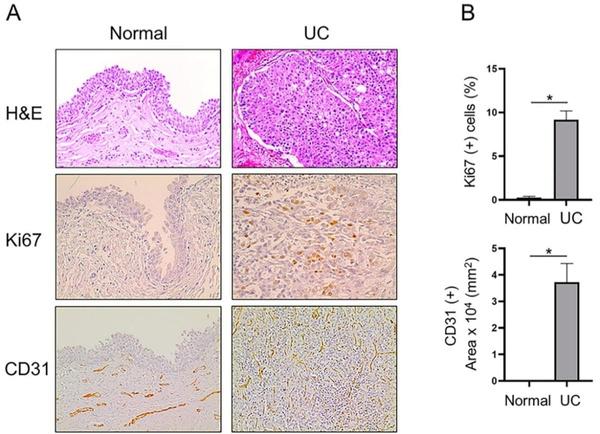 A
Normal
UC
H&E
Ki67
CD31
B
Ki67 (+) cells (%)
15
10
5
0
*
Normal
UC
CD31 (+)
Area x 10⁴ (mm²)
5
4
3
2
1
0
*
Normal
UC